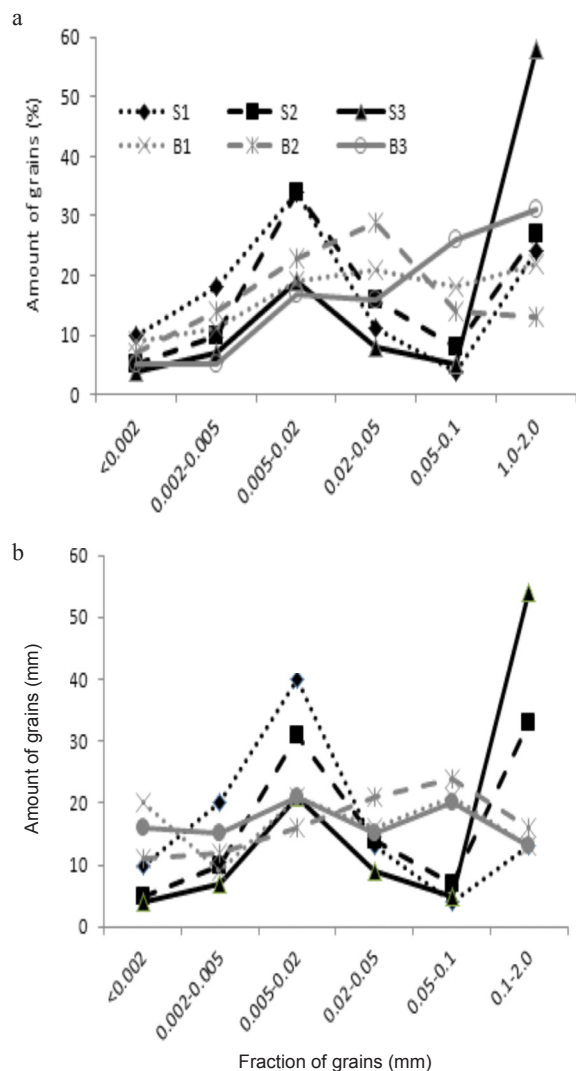 a
60
50
40
30
20
10
0
Amount of grains (%)
S1 S2 S3
B1 B2 B3
<0.002 0.002-0.005 0.005-0.02 0.02-0.05 0.05-0.1 1.0-2.0
b
60
50
40
30
20
10
0
Amount of grains (mm)
<0.002 0.002-0.005 0.005-0.02 0.02-0.05 0.05-0.1 0.1-2.0
Fraction of grains (mm)